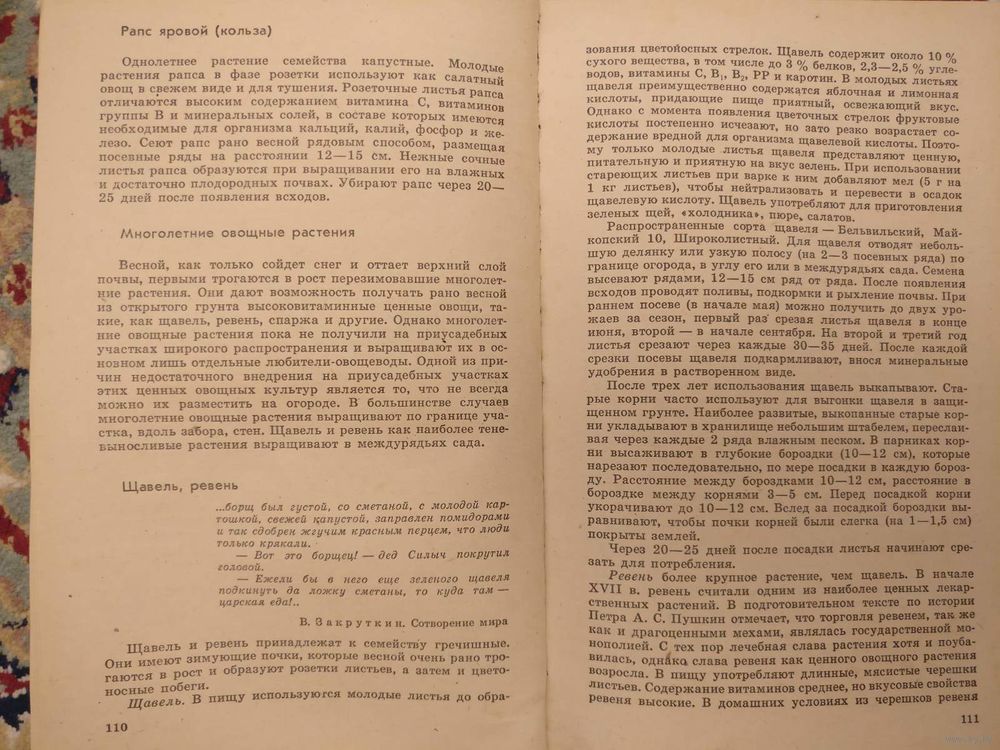 Рапс яровой (кользa)
Однолетнее растение семейства капустные. Молодые
растения рапса в фазе розетки используют как салатный
овощ в свежем виде и для тушения. Розеточные листья рапса
отличаются высоким содержанием витамина С, витаминов
группы В и минеральных солей, в составе которых имеются
необходимые для организма кальций, калий, фосфор и же-
лезо. Сеют рапс рано весной рядовым способом, размещая
посевные ряды на расстоянии 12—15 см. Нежные сочные
листья рапса образуются при выращивании его на влажных
и достаточно плодородных почвах. Убирают рапс через 20—
25 дней после появления всходов.
Многолетние овощные растения
Весной, как только сойдет снег и оттает верхний слой
почвы, первыми трогаются в рост перезимовавшие многолет-
ние растения. Они дают возможность получать рано весной
из открытого грунта высоковитаминные ценные овощи, та-
кие, как щавель, ревень, спаржа и другие. Однако многолет-
ние овощные растения пока не получили на приусадебных
участках широкого распространения и выращивают их в ос-
новном лишь отдельные любители-овощеводы. Одной из при-
чин недостаточного внедрения на приусадебных участках
этих ценных овощных культур является то, что не всегда
можно их разместить на огороде. В большинстве случаев
многолетние овощные растения выращивают по границе уча-
стка, вдоль забора, стен. Щавель и ревень как наиболее тене-
выносливые растения выращивают в междурядьях сада.
Щавель, ревень
...борщ был густой, со сметаной, с молодой кар-
тошкой, свежей капустой, заправлен помидорами
и так сдобрен жгучим красным перцем, что люди
только крякали.
— Вот это борщец! — дед Силыч покрутил
головой.
— Ежели бы в него еще зеленого щавеля
подкинуть да ложку сметаны, то куда там —
царская еда!..
В. Закруткин. Сотворение мира
Щавель и ревень принадлежат к семейству гречишные.
Они имеют зимующие почки, которые весной очень рано тро-
гаются в рост и образуют розетки листьев, а затем и цвето-
носные побеги.
Щавель. В пищу используются молодые листья до обра-
110
зования цветойосных стрелок. Щавель содержит около 10 %
сухого вещества, в том числе до 3 % белков, 2,3—2,5 % угле-
водов, витамины С, В₁, В₂, РР и каротин. В молодых листьях
щавеля преимущественно содержатся яблочная и лимонная
кислоты, придающие пище приятный, освежающий вкус.
Однако с момента появления цветочных стрелок фруктовые
кислоты постепенно исчезают, но зато резко возрастает со-
держание вредной для организма щавелевой кислоты. Поэто-
му только молодые листья щавеля представляют ценную,
питательную и приятную на вкус зелень. При использовании
стареющих листьев при варке к ним добавляют мел (5 г на
1 кг листьев), чтобы нейтрализовать и перевести в осадок
щавелевую кислоту. Щавель употребляют для приготовления
зеленых щей, «холодника», пюре, салатов.
Распространенные сорта щавеля — Бельвильский, Май-
копский 10, Широколистный. Для щавеля отводят неболь-
шую делянку или узкую полосу (на 2—3 посевных ряда) по
границе огорода, в углу его или в междурядьях сада. Семена
высевают рядами, 12—15 см ряд от ряда. После появления
всходов проводят поливы, подкормки и рыхление почвы. При
раннем посеве (в начале мая) можно получить до двух уро-
жаев за сезон, первый раз срезая листья щавеля в конце
июня, второй — в начале сентября. На второй и третий год
листья срезают через каждые 30—35 дней. После каждой
срезки посевы щавеля подкармливают, внося минеральные
удобрения в растворенном виде.
После трех лет использования щавель выкапывают. Ста-
рые корни часто используют для выгонки щавеля в защи-
щенном грунте. Наиболее развитые, выкопанные старые кор-
ни укладывают в хранилище небольшим штабелем, переслаи-
вая через каждые 2 ряда влажным песком. В парниках кор-
ни высаживают в глубокие бороздки (10—12 см), которые
нарезают последовательно, по мере посадки в каждую бороз-
ду. Расстояние между бороздками 10—12 см, расстояние в
бороздке между корнями 3—5 см. Перед посадкой корни
укорачивают до 10—12 см. Вслед за посадкой бороздки вы-
равнивают, чтобы почки корней были слегка (на 1—1,5 см)
покрыты землей.
Через 20—25 дней после посадки листья начинают сре-
зать для потребления.
Ревень более крупное растение, чем щавель. В начале
XVII в. ревень считали одним из наиболее ценных лекар-
ственных растений. В подготовительном тексте по истории
Петра А. С. Пушкин отмечает, что торговля ревенем, так же
как и драгоценными мехами, являлась государственной мо-
нополией. С тех пор лечебная слава растения хотя и поуба-
вилась, однако слава ревеня как ценного овощного растения
возросла. В пищу употребляют длинные, мясистые черешки
листьев. Содержание витаминов среднее, но вкусовые свойства
ревеня высокие. В домашних условиях из черешков ревеня
111